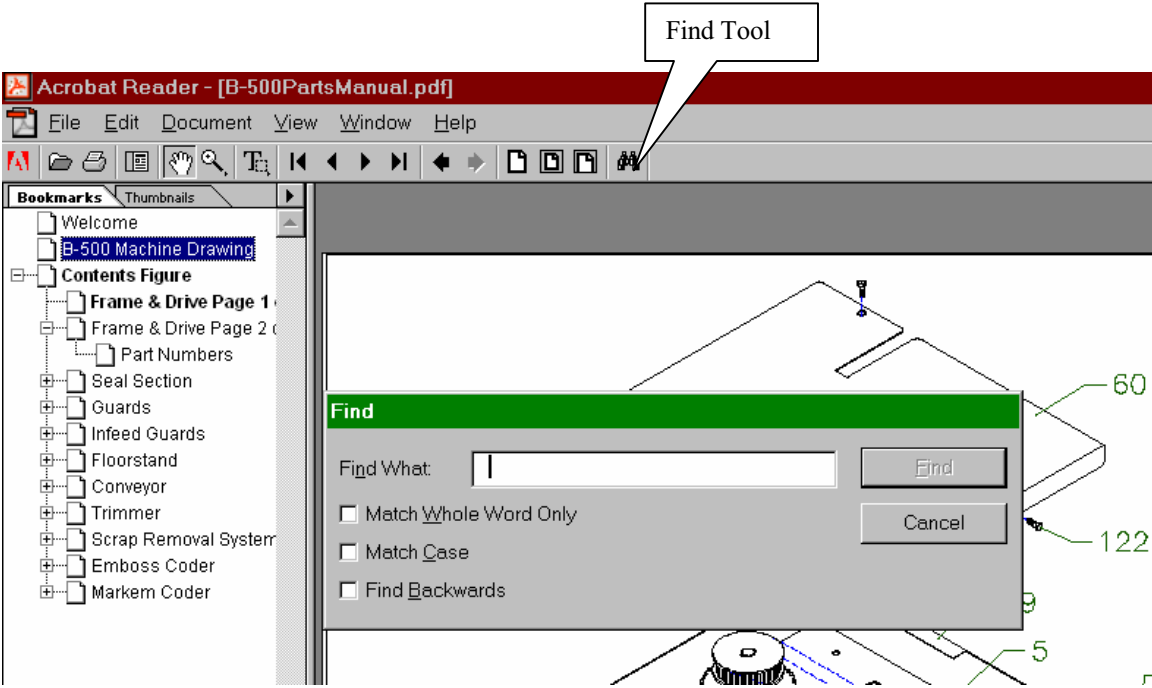 Find Tool
Acrobat Reader - [B-500PartsManual.pdf]
File Edit Document View Window Help
Bookmarks Thumbnails
Welcome
B-500 Machine Drawing
Contents Figure
Frame & Drive Page 1
Frame & Drive Page 2
Part Numbers
Seal Section
Guards
Infeed Guards
Floorstand
Conveyor
Trimmer
Scrap Removal System
Emboss Coder
Markem Coder
60
Find
Find What:
Find
Match Whole Word Only
Cancel
Match Case
122
Find Backwards
9
5